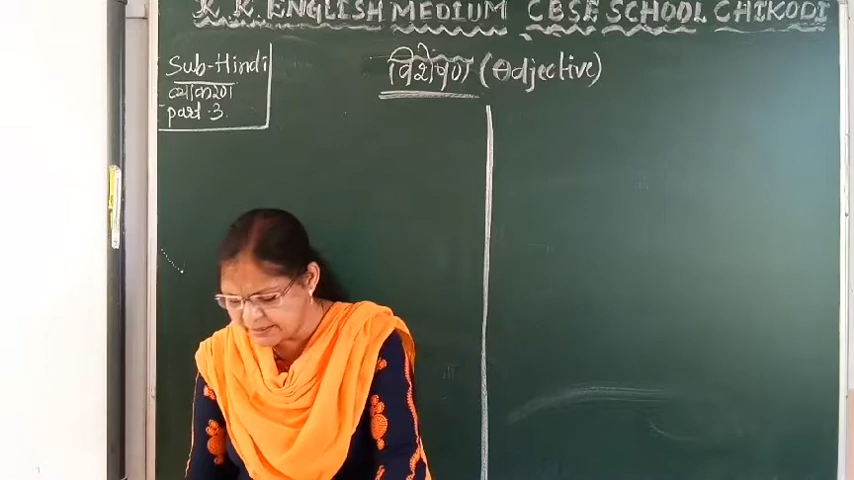 K.K.ENGLISH MEDIUM CBSE SCHOOL CHIKODI
Sub-Hindi
व्याकरण
part-3
विशेषण (Adjective)